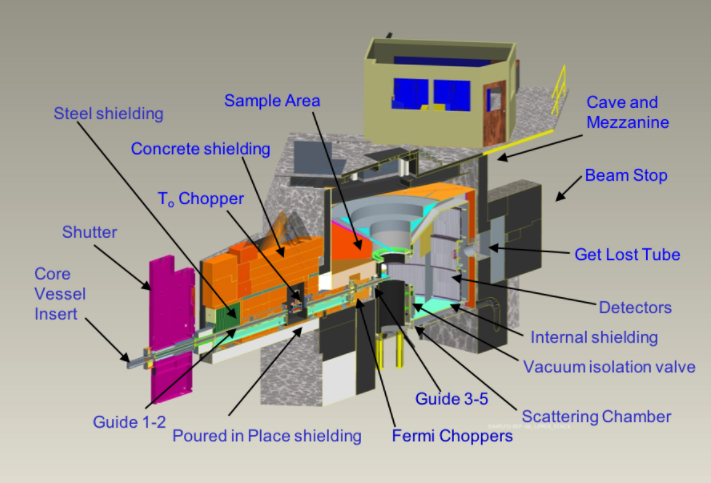 Sample Area
Steel shielding
Cave and
Mezzanine
Concrete shielding
Beam Stop
To Chopper
Shutter
Get Lost Tube
Core
Vessel
Insert
Detectors
Internal shielding
Vacuum isolation valve
Guide 3-5
Guide 1-2
Scattering Chamber
Poured in Place shielding
Fermi Choppers